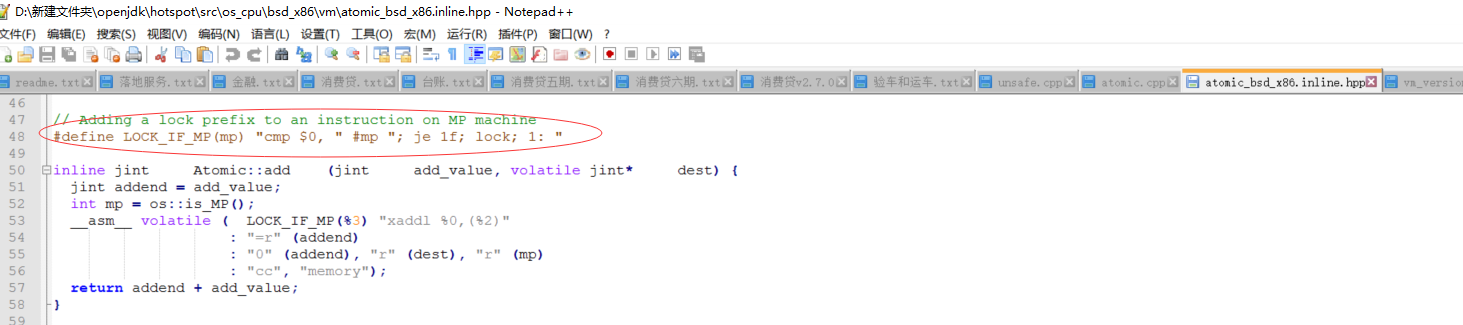 D:\新建文件夹\openjdk\hotspot\src\os_cpu\bsd_x86\vm\atomic_bsd_x86.inline.hpp - Notepad++
文件(F) 编辑(E) 搜索(S) 视图(V) 编码(N) 语言(L) 设置(T) 工具(O) 宏(M) 运行(R) 插件(P) 窗口(W) ?
readme.txt 落地服务.txt 金融.txt 消费贷.txt 台账.txt 消费贷五期.txt 消费贷六期.txt 消费贷v2.7.0 验车和运车.txt unsafe.cpp atomic.cpp atomic_bsd_x86.inline.hpp vm_version
46
47 // Adding a lock prefix to an instruction on MP machine
48 #define LOCK_IF_MP(mp) "cmp $0, " #mp "; je 1f; lock; 1: "
49
50 inline jint Atomic::add (jint add_value, volatile jint* dest) {
51 jint addend = add_value;
52 int mp = os::is_MP();
53 __asm__ volatile ( LOCK_IF_MP(%3) "xaddl %0,(%2)"
54 : "=r" (addend)
55 : "0" (addend), "r" (dest), "r" (mp)
56 : "cc", "memory");
57 return addend + add_value;
58 }
59